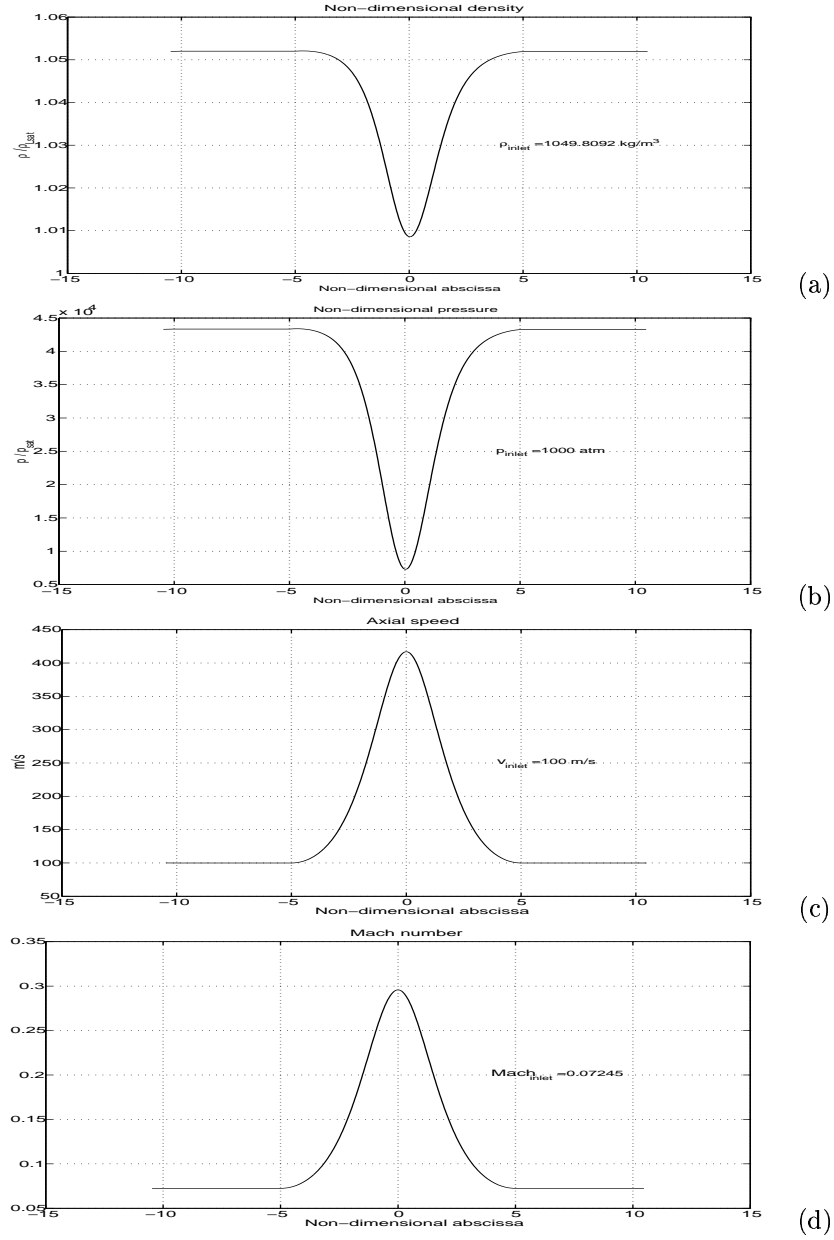 Non−dimensional density
1.06
1.05
1.04
1.03
1.02
1.01
1
ρ /ρLsat
ρinlet =1049.8092 kg/m3
−15 −10 −5 0 5 10 15
Non−dimensional abscissa
(a)
x 104
Non−dimensional pressure
4.5
4
3.5
3
2.5
2
1.5
1
0.5
p / psat
pinlet =1000 atm
−15 −10 −5 0 5 10 15
Non−dimensional abscissa
(b)
Axial speed
450
400
350
300
250
200
150
100
50
m/s
vinlet =100 m/s
−15 −10 −5 0 5 10 15
Non−dimensional abscissa
(c)
Mach number
0.35
0.3
0.25
0.2
0.15
0.1
0.05
Machinlet =0.07245
−15 −10 −5 0 5 10 15
Non−dimensional abscissa
(d)